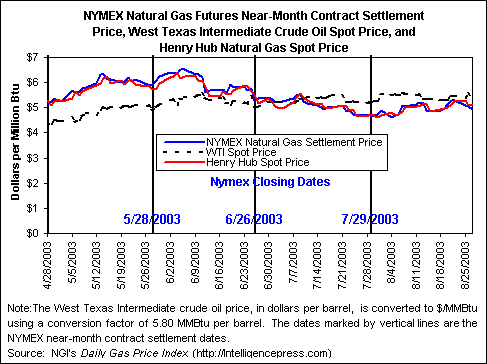 NYMEX Natural Gas Futures Near-Month Contract Settlement
Price, West Texas Intermediate Crude Oil Spot Price, and
Henry Hub Natural Gas Spot Price
Dollars per Million Btu
$7
$6
$5
$4
$3
$2
$1
$0
NYMEX Natural Gas Settlement Price
WTI Spot Price
Henry Hub Spot Price
Nymex Closing Dates
5/28/2003
6/26/2003
7/29/2003
4/28/2003
5/5/2003
5/12/2003
5/19/2003
5/26/2003
6/2/2003
6/9/2003
6/16/2003
6/23/2003
6/30/2003
7/7/2003
7/14/2003
7/21/2003
7/28/2003
8/4/2003
8/11/2003
8/18/2003
8/25/2003
Note:The West Texas Intermediate crude oil price, in dollars per barrel, is converted to $/MMBtu
using a conversion factor of 5.80 MMBtu per barrel. The dates marked by vertical lines are the
NYMEX near-month contract settlement dates.
Source: NGI's Daily Gas Price Index (http://intelligencepress.com)